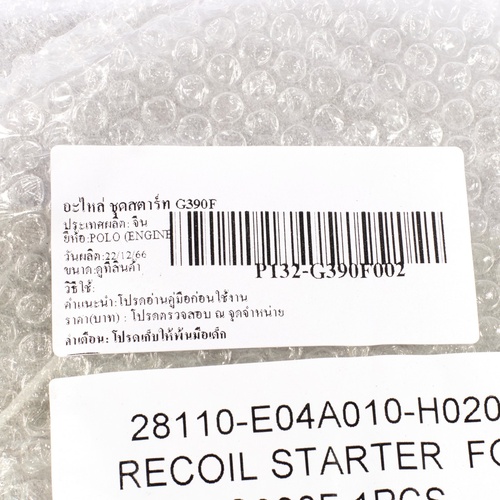 อะไหล่ ชุดสตาร์ท G390F
ประเทศผลิต: จีน
ยี่ห้อ:POLO (ENGINE
วันผลิต:22/12/66
ขนาด:ดูที่สินค้า
P132-G390F002
วิธีใช้:
คำแนะนำ:โปรดอ่านคู่มือก่อนใช้งาน
ราคา(บาท) : โปรดตรวจสอบ ณ จุดจำหน่าย
คำเตือน: โปรดเก็บให้พ้นมือเด็ก
28110-E04A010-H020
RECOIL STARTER FO
1PCS